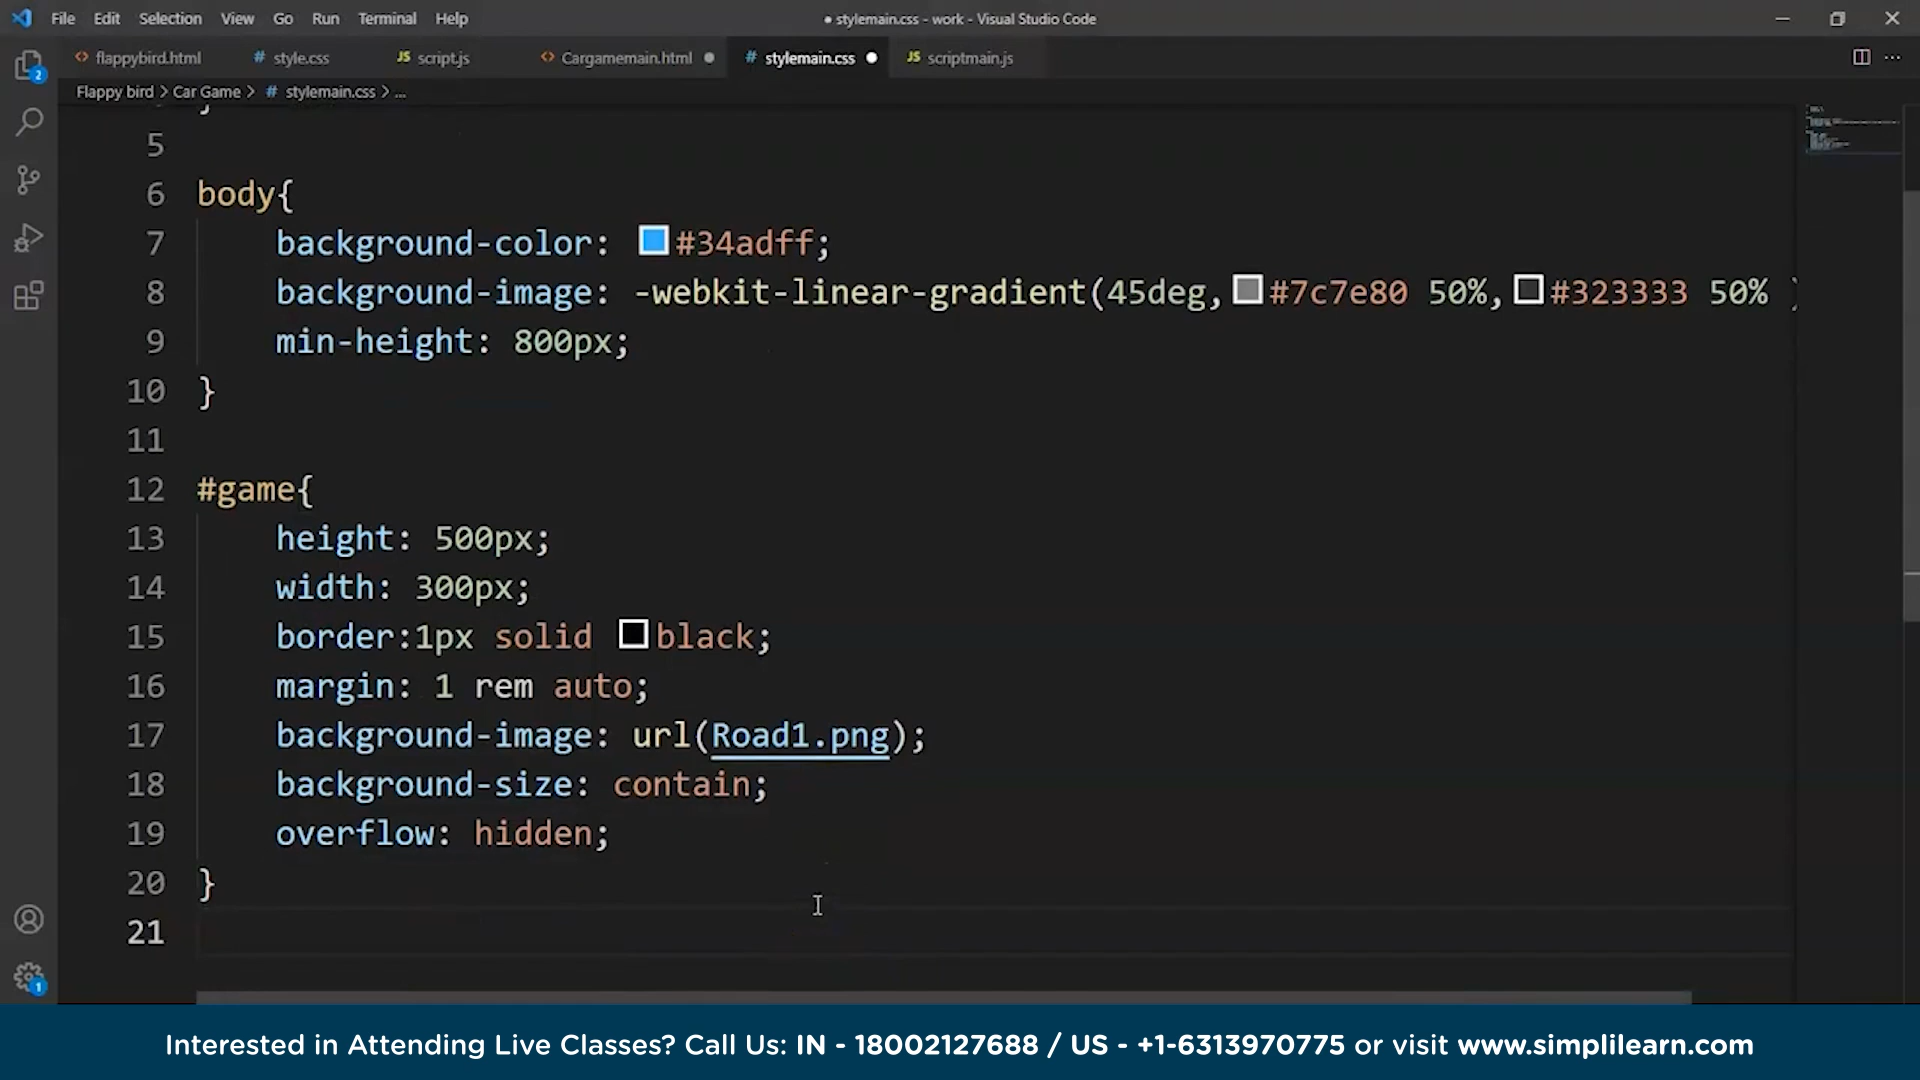 File Edit Selection View Go Run Terminal Help
● stylemain.css - work - Visual Studio Code
<> flappybird.html # style.css JS script.js <> Cargamemain.html ● # stylemain.css ● JS scriptmain.js ...
Flappy bird > Car Game > # stylemain.css > ...
2
5
6 body{
7 background-color: #34adff;
8 background-image: -webkit-linear-gradient(45deg, #7c7e80 50%, #323333 50% )
9 min-height: 800px;
10 }
11
12 #game{
13 height: 500px;
14 width: 300px;
15 border:1px solid black;
16 margin: 1 rem auto;
17 background-image: url(Road1.png);
18 background-size: contain;
19 overflow: hidden;
20 }
21
1
Interested in Attending Live Classes? Call Us: IN - 18002127688 / US - +1-6313970775 or visit www.simplilearn.com